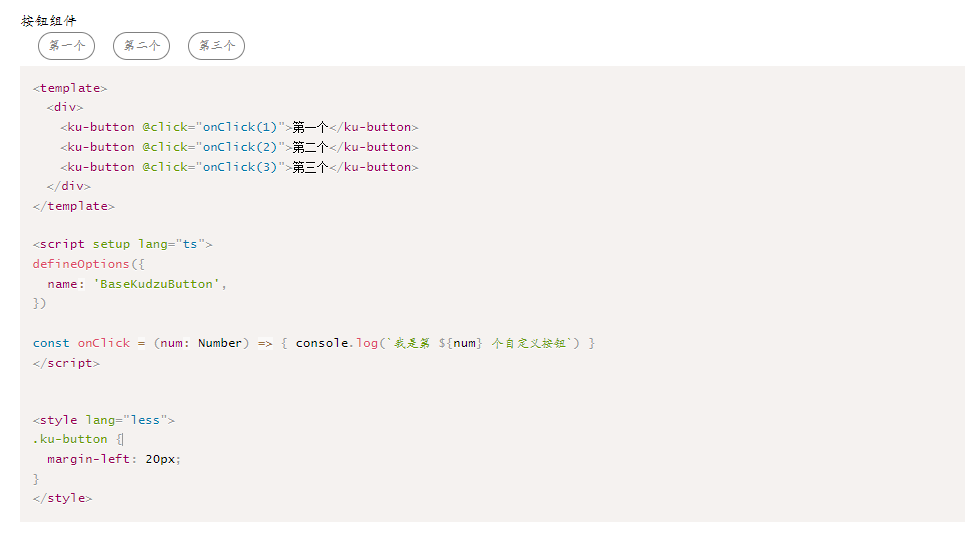 按钮组件
第一个 第二个 第三个
<template>
  <div>
    <ku-button @click="onClick(1)">第一个</ku-button>
    <ku-button @click="onClick(2)">第二个</ku-button>
    <ku-button @click="onClick(3)">第三个</ku-button>
  </div>
</template>
<script setup lang="ts">
defineOptions({
  name: 'BaseKudzuButton',
})
const onClick = (num: Number) => { console.log(`我是第 ${num} 个自定义按钮`) }
</script>
<style lang="less">
.ku-button {
  margin-left: 20px;
}
</style>